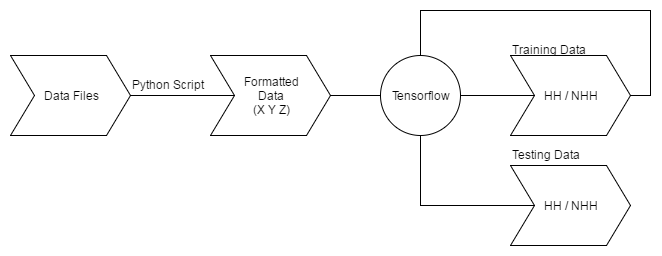 Data Files
Python Script
Formatted
Data
(X Y Z)
Tensorflow
Training Data
HH / NHH
Testing Data
HH / NHH